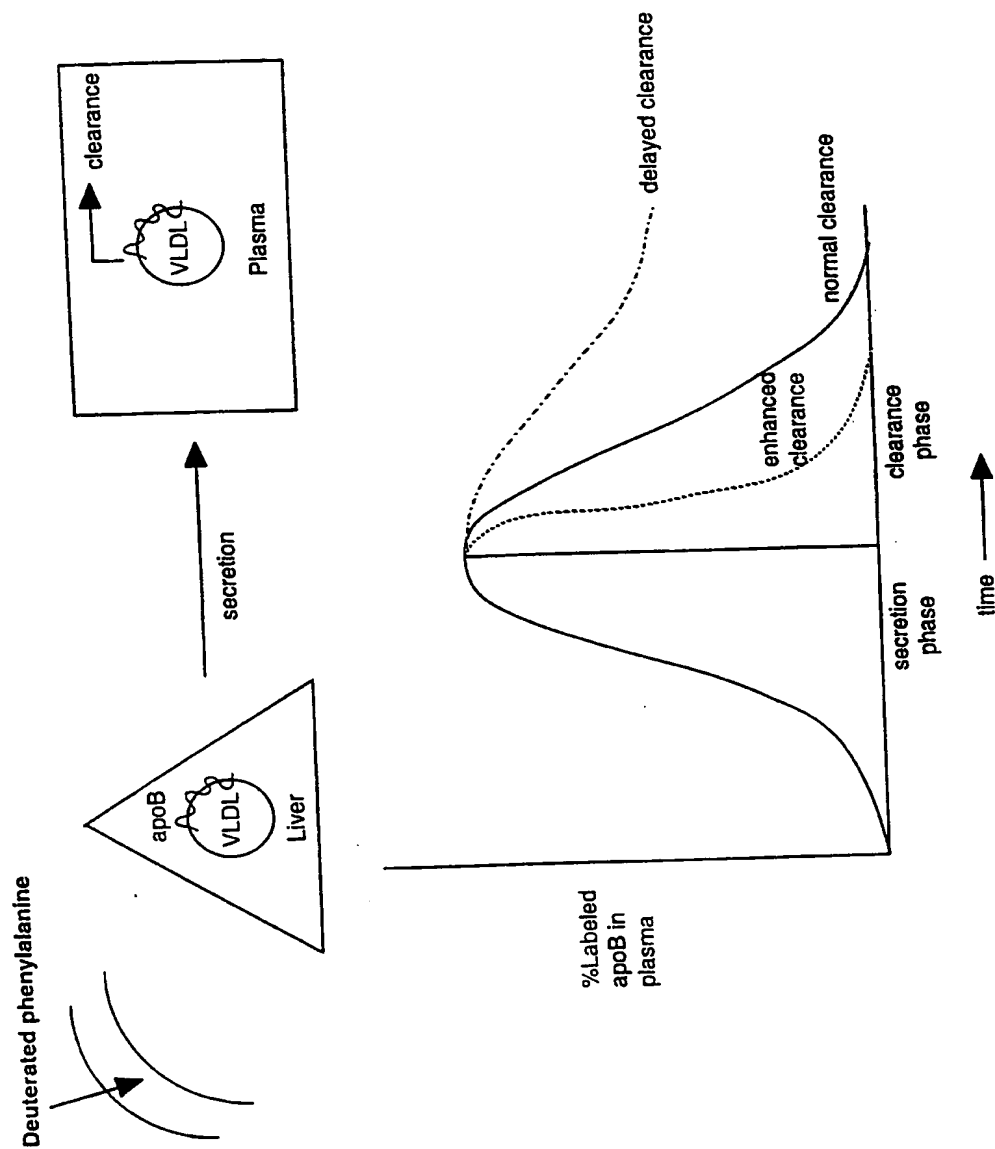 Deuterated phenylalanine
apoB
VLDL
Liver
secretion
clearance
VLDL
Plasma
%Labeled
apoB in
plasma
delayed clearance
normal clearance
enhanced
clearance
secretion
phase
clearance
phase
time